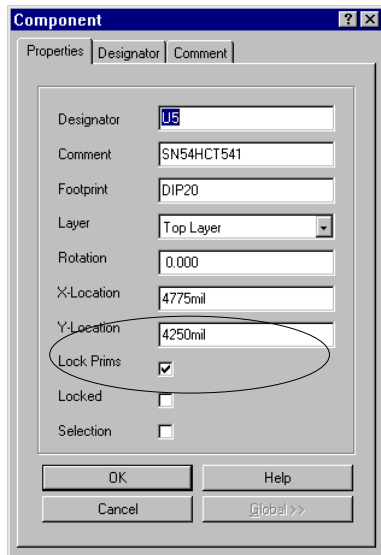 Component
Properties Designator Comment
Designator U5
Comment SN54HCT541
Footprint DIP20
Layer Top Layer
Rotation 0.000
X-Location 4775mil
Y-Location 4250mil
Lock Prims
Locked
Selection
OK Help
Cancel Global >>